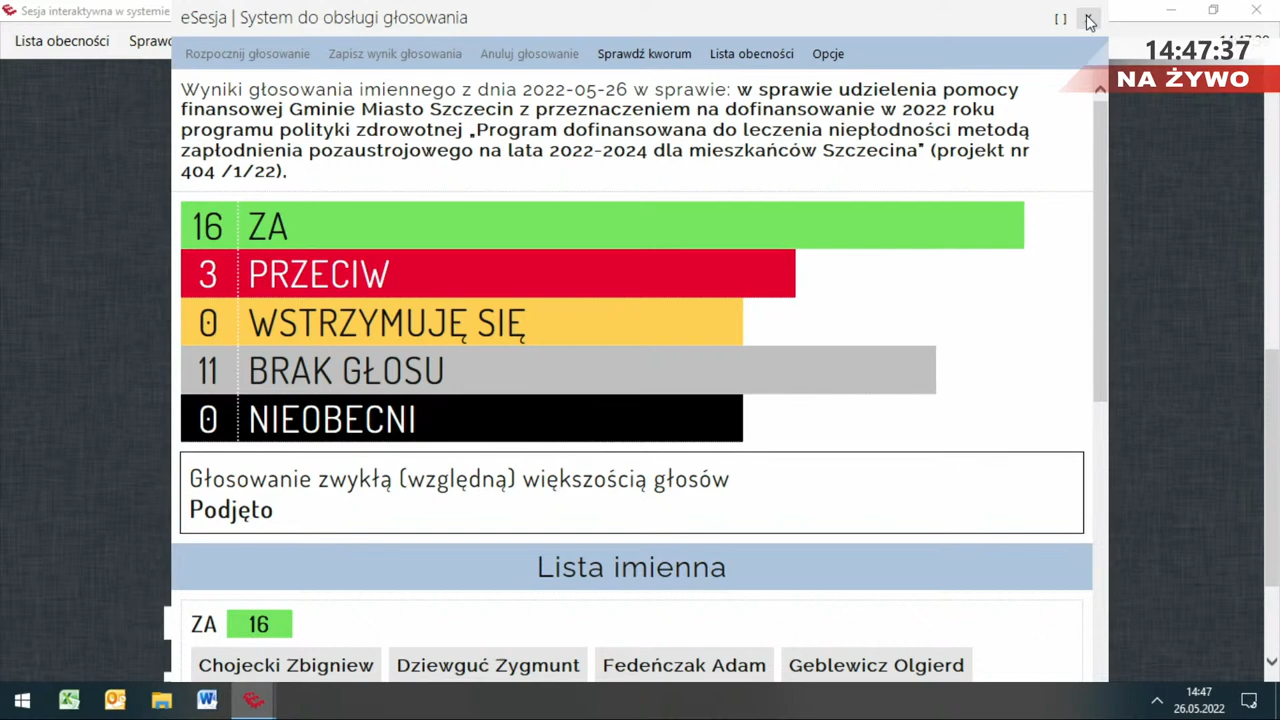 Sesja interaktywna w systemie
eSesja | System do obsługi głosowania
[ ]
Lista obecności
Rozpocznij głosowanie Zapisz wynik głosowania Anuluj głosowanie Sprawdź kworum Lista obecności Opcje
14:47:37
NA ŻYWO
Wyniki głosowania imiennego z dnia 2022-05-26 w sprawie: w sprawie udzielenia pomocy
finansowej Gminie Miasto Szczecin z przeznaczeniem na dofinansowanie w 2022 roku
programu polityki zdrowotnej „Program dofinansowana do leczenia niepłodności metodą
zapłodnienia pozaustrojowego na lata 2022-2024 dla mieszkańców Szczecina” (projekt nr
404 /1/22),
16 ZA
3 PRZECIW
0 WSTRZYMUJĘ SIĘ
11 BRAK GŁOSU
0 NIEOBECNI
Głosowanie zwykłą (względną) większością głosów
Podjęto
Lista imienna
ZA 16
Chojecki Zbigniew Dziewguć Zygmunt Fedeńczak Adam Geblewicz Olgierd
14:47
26.05.2022